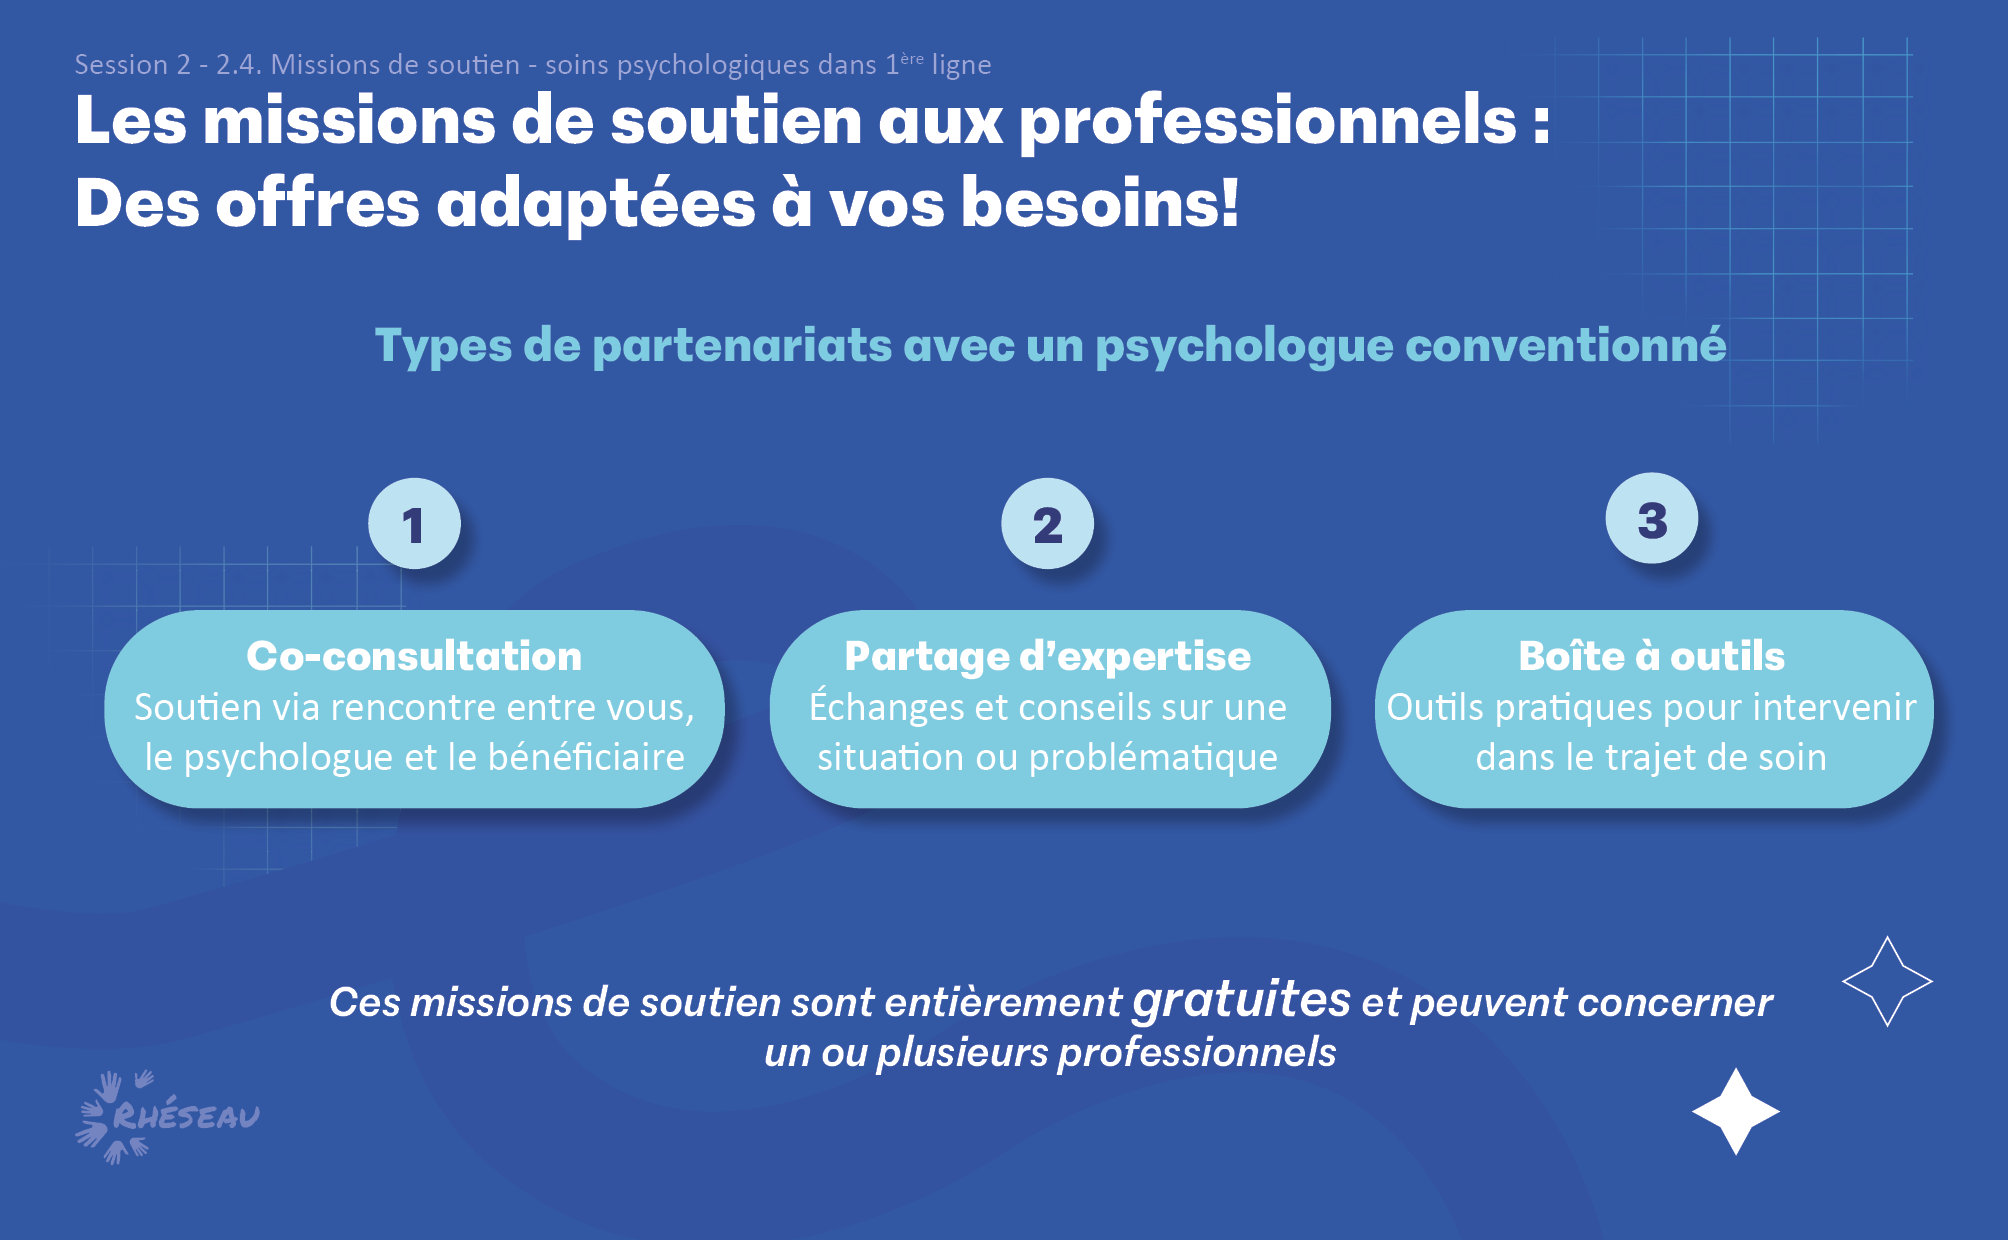 Session 2 - 2.4. Missions de soutien - soins psychologiques dans 1ère ligne
Les missions de soutien aux professionnels :
Des offres adaptées à vos besoins!
Types de partenariats avec un psychologue conventionné
1
Co-consultation
Soutien via rencontre entre vous,
le psychologue et le bénéficiaire
2
Partage d’expertise
Échanges et conseils sur une
situation ou problématique
3
Boîte à outils
Outils pratiques pour intervenir
dans le trajet de soin
Ces missions de soutien sont entièrement gratuites et peuvent concerner
un ou plusieurs professionnels
RHÉSEAU